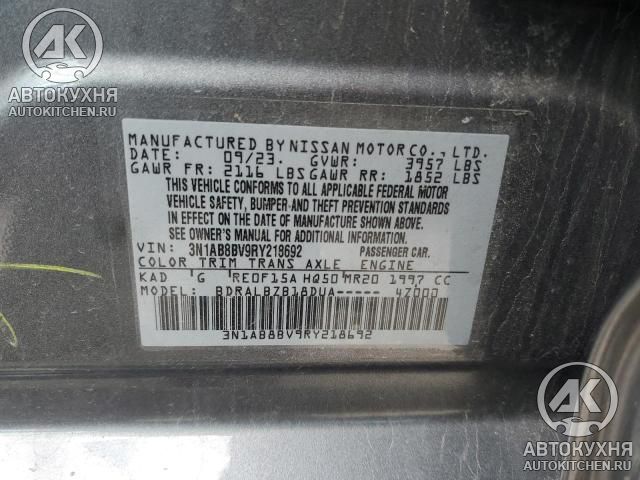 АК
АВТОКУХНЯ
AUTOKITCHEN.RU
MANUFACTURED BY NISSAN MOTOR CO., LTD.
DATE: 09/23. GVWR: 3957 LBS
GAWR FR: 2116 LBS GAWR RR: 1852 LBS
THIS VEHICLE CONFORMS TO ALL APPLICABLE FEDERAL MOTOR
VEHICLE SAFETY, BUMPER-AND THEFT PREVENTION STANDARDS
IN EFFECT ON THE DATE OF MANUFACTURE SHOWN ABOVE.
SEE OWNER'S MANUAL FOR ADDITIONAL INFORMATION.
VIN: 3N1AB8BV9RY218692 PASSENGER CAR.
COLOR TRIM TRANS AXLE ENGINE
KAD G RE0F15A HQ50 MR20 1997 CC
MODEL: BDRALBZB18DUA----- 4Z000
3N1AB8BV9RY218692
АК
АВТОКУХНЯ
AUTOKITCHEN.RU